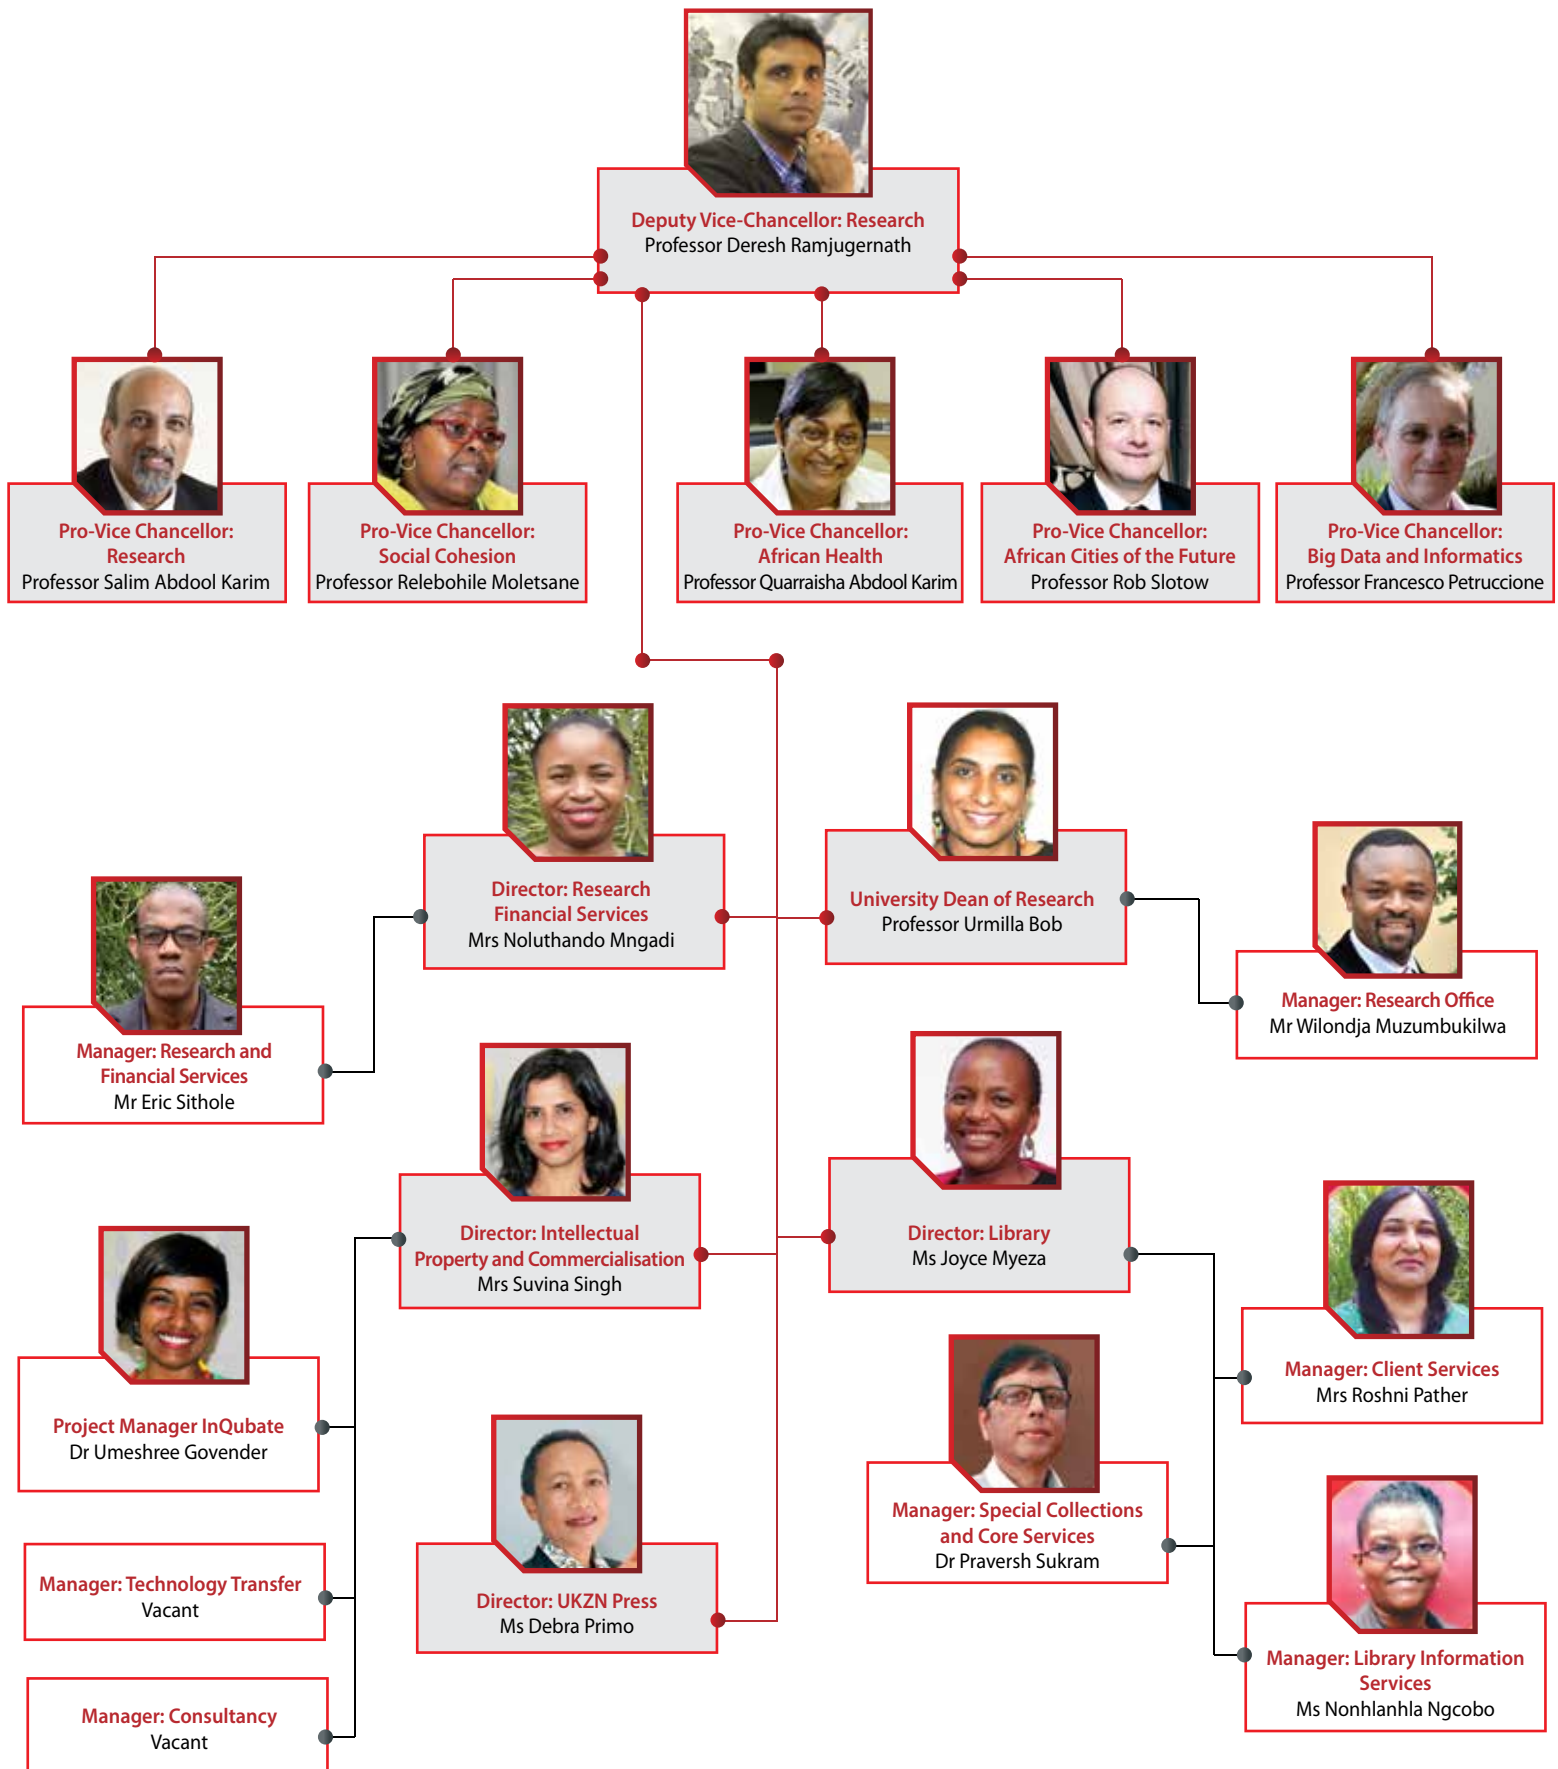 Deputy Vice-Chancellor: Research
Professor Deresh Ramjugernath
Pro-Vice Chancellor:
Research
Professor Salim Abdool Karim
Pro-Vice Chancellor:
Social Cohesion
Professor Relebohile Moletsane
Pro-Vice Chancellor:
African Health
Professor Quarraisha Abdool Karim
Pro-Vice Chancellor:
African Cities of the Future
Professor Rob Slotow
Pro-Vice Chancellor:
Big Data and Informatics
Professor Francesco Petruccione
Director: Research
Financial Services
Mrs Noluthando Mngadi
University Dean of Research
Professor Urmilla Bob
Manager: Research Office
Mr Wilondja Muzumbukilwa
Manager: Research and
Financial Services
Mr Eric Sithole
Director: Intellectual
Property and Commercialisation
Mrs Suvina Singh
Director: Library
Ms Joyce Myeza
Manager: Client Services
Mrs Roshni Pather
Project Manager InQubate
Dr Umeshree Govender
Manager: Special Collections
and Core Services
Dr Praversh Sukram
Manager: Technology Transfer
Vacant
Director: UKZN Press
Ms Debra Primo
Manager: Library Information
Services
Ms Nonhlanhla Ngcobo
Manager: Consultancy
Vacant